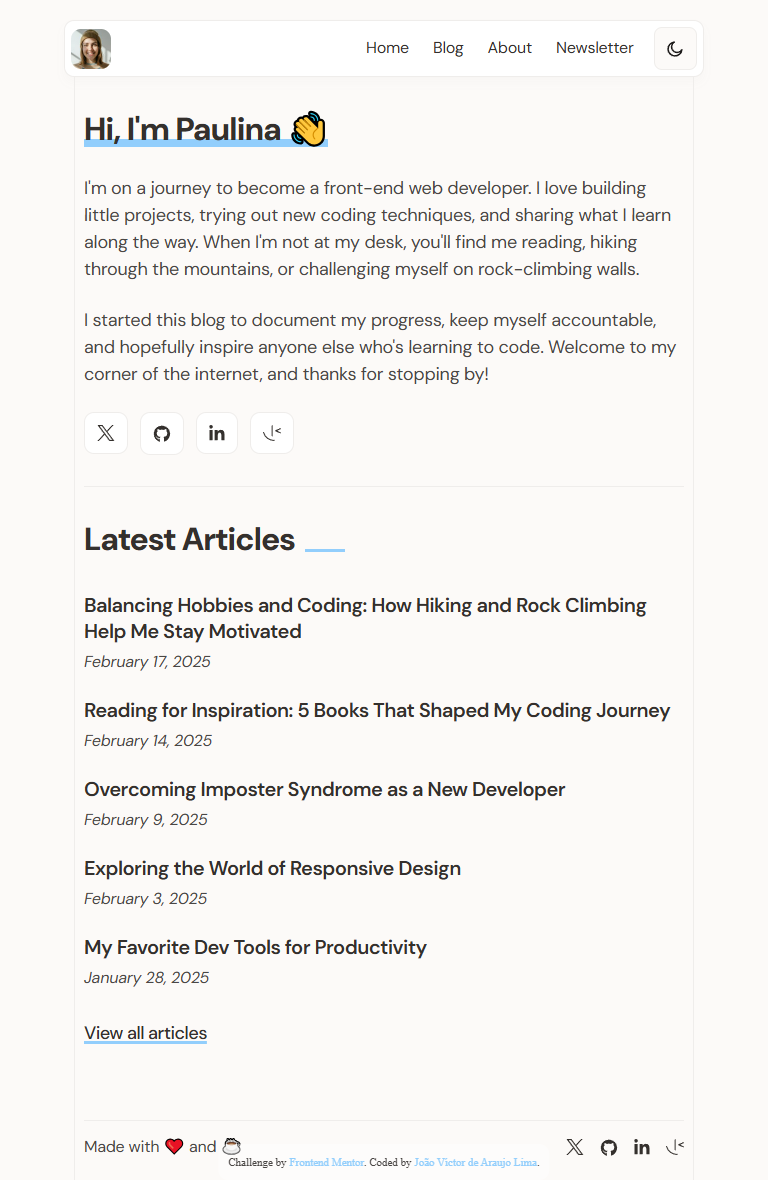 Home Blog About Newsletter
Hi, I'm Paulina 👋
I'm on a journey to become a front-end web developer. I love building
little projects, trying out new coding techniques, and sharing what I learn
along the way. When I'm not at my desk, you'll find me reading, hiking
through the mountains, or challenging myself on rock-climbing walls.
I started this blog to document my progress, keep myself accountable,
and hopefully inspire anyone else who's learning to code. Welcome to my
corner of the internet, and thanks for stopping by!
Latest Articles
Balancing Hobbies and Coding: How Hiking and Rock Climbing
Help Me Stay Motivated
February 17, 2025
Reading for Inspiration: 5 Books That Shaped My Coding Journey
February 14, 2025
Overcoming Imposter Syndrome as a New Developer
February 9, 2025
Exploring the World of Responsive Design
February 3, 2025
My Favorite Dev Tools for Productivity
January 28, 2025
View all articles
Made with ❤️ and ☕
Challenge by Frontend Mentor. Coded by João Victor de Araujo Lima.